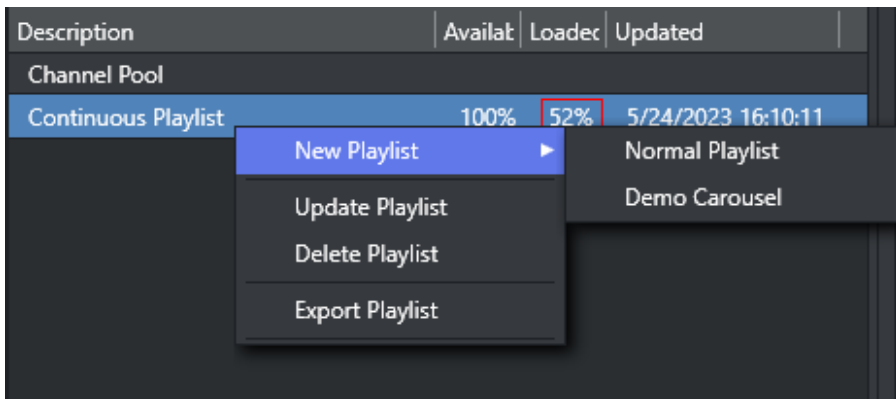 Description Availab Loadec Updated
Channel Pool
Continuous Playlist 100% 52% 5/24/2023 16:10:11
New Playlist Normal Playlist
Update Playlist Demo Carousel
Delete Playlist
Export Playlist